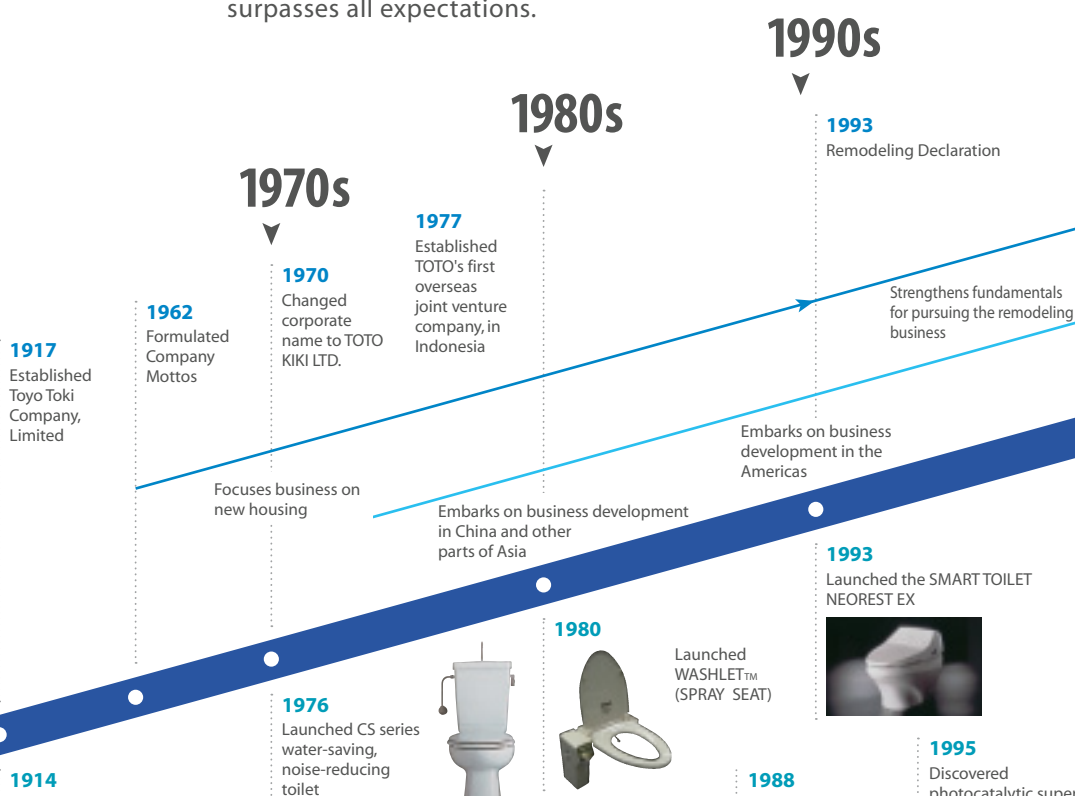 surpasses all expectations.
1990s
1980s
1970s
1993
Remodeling Declaration
1977
Established
TOTO's first
overseas
joint venture
company, in
Indonesia
1970
Changed
corporate
name to TOTO
KIKI LTD.
1962
Formulated
Company
Mottos
1917
Established
Toyo Toki
Company,
Limited
Strengthens fundamentals
for pursuing the remodeling
business
Embarks on business
development in the
Americas
Focuses business on
new housing
Embarks on business development
in China and other
parts of Asia
1993
Launched the SMART TOILET
NEOREST EX
1980
Launched
WASHLET™
(SPRAY SEAT)
1976
Launched CS series
water-saving,
noise-reducing
toilet
1914
1988
1995
Discovered
photocatalytic super